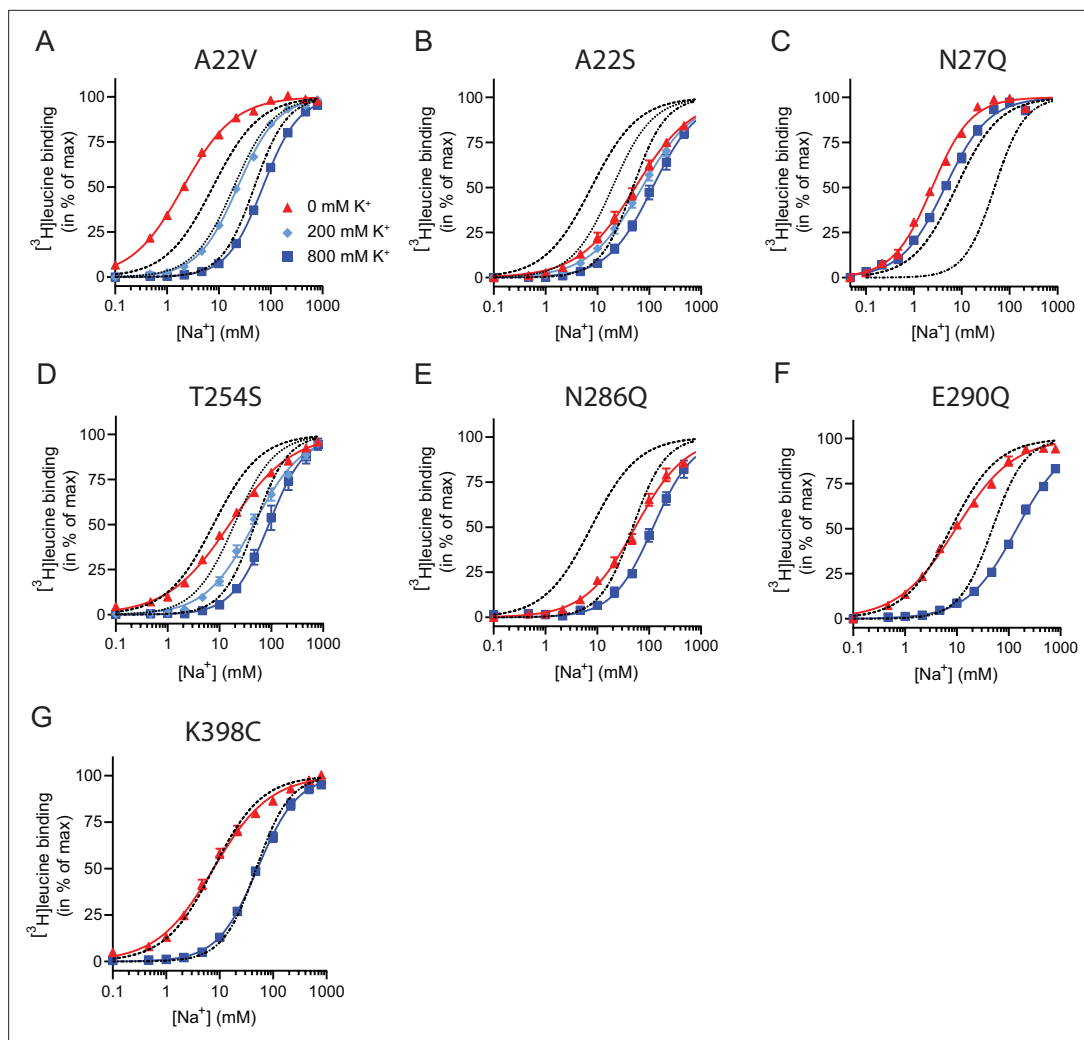 A
A22V
[³H]leucine binding
(in % of max)
100
75
50
25
0
0 mM K⁺
200 mM K⁺
800 mM K⁺
0.1 1 10 100 1000
[Na⁺] (mM)
B
A22S
[³H]leucine binding
(in % of max)
100
75
50
25
0
0.1 1 10 100 1000
[Na⁺] (mM)
C
N27Q
[³H]leucine binding
(in % of max)
100
75
50
25
0
0.1 1 10 100 1000
[Na⁺] (mM)
D
T254S
[³H]leucine binding
(in % of max)
100
75
50
25
0
0.1 1 10 100 1000
[Na⁺] (mM)
E
N286Q
[³H]leucine binding
(in % of max)
100
75
50
25
0
0.1 1 10 100 1000
[Na⁺] (mM)
F
E290Q
[³H]leucine binding
(in % of max)
100
75
50
25
0
0.1 1 10 100 1000
[Na⁺] (mM)
G
K398C
[³H]leucine binding
(in % of max)
100
75
50
25
0
0.1 1 10 100 1000
[Na⁺] (mM)